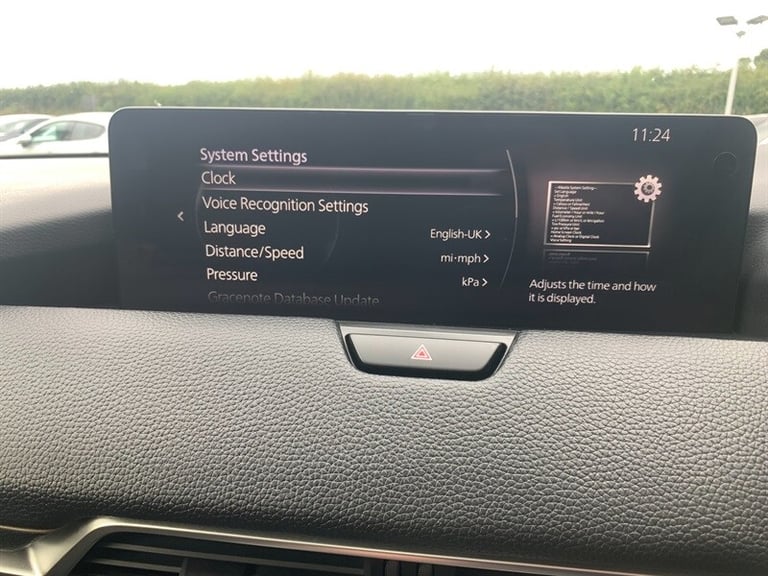 11:24
System Settings
Clock
Voice Recognition Settings
Language English-UK >
Distance/Speed mi·mph >
Pressure kPa >
Gracenote Database Update
Adjusts the time and how
it is displayed.